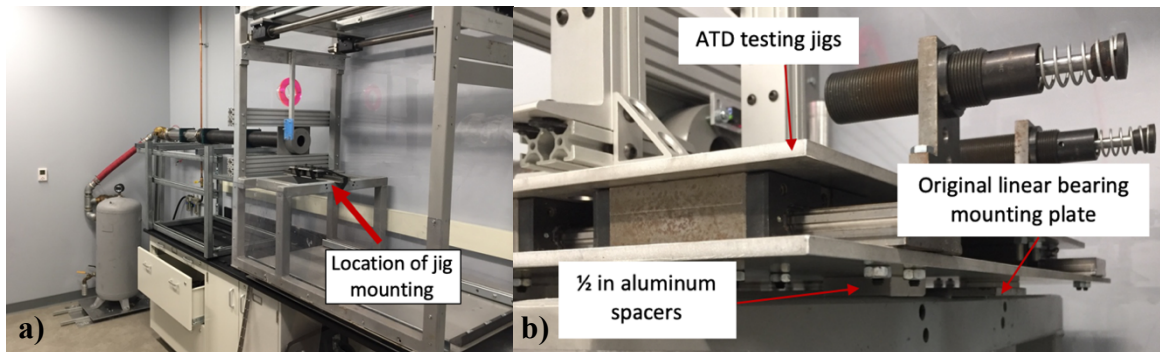 Location of jig
mounting
a)
ATD testing jigs
Original linear bearing
mounting plate
½ in aluminum
spacers
b)